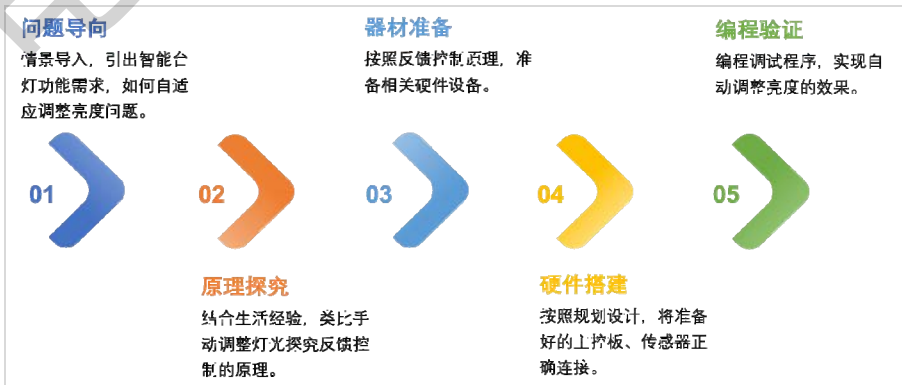 问题导向
情景导入，引出智能台
灯功能需求，如何自适
应调整亮度问题。
01
原理探究
结合生活经验，类比手
动调整灯光探究反馈控
制的原理。
02
器材准备
按照反馈控制原理，准
备相关硬件设备。
03
硬件搭建
按照规划设计，将准备
好的主控板、传感器正
确连接。
04
编程验证
编程调试程序，实现自
动调整亮度的效果。
05